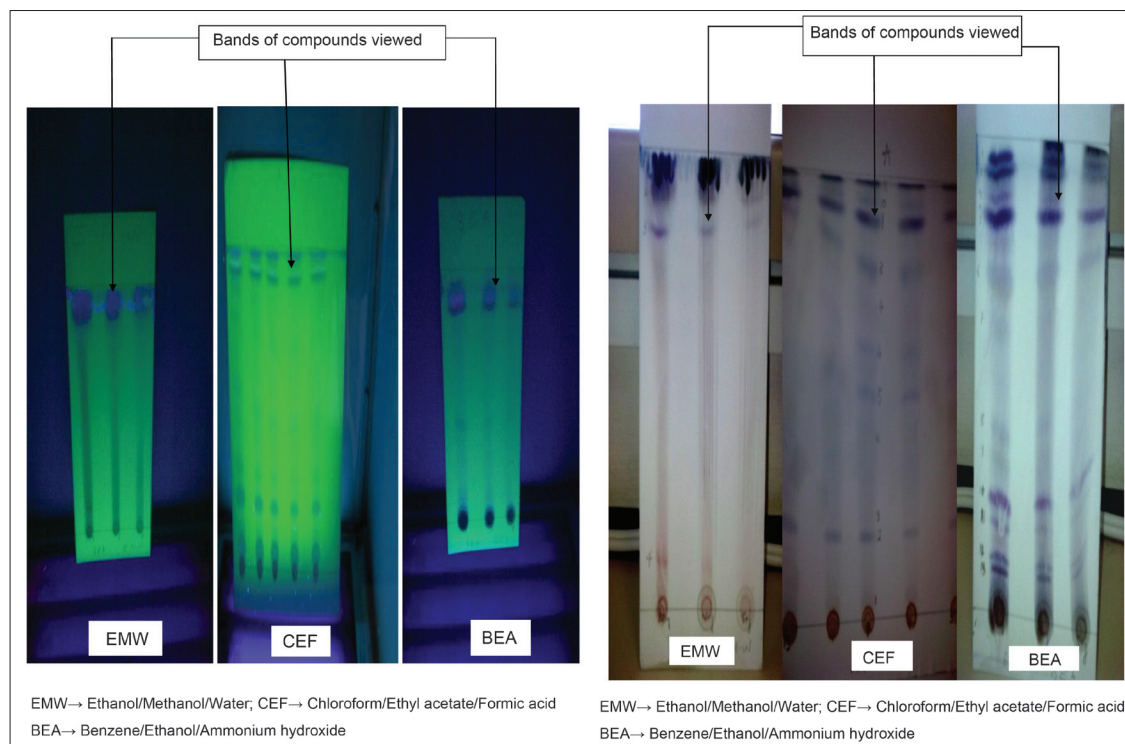 Bands of compounds viewed
EMW
CEF
BEA
EMW→ Ethanol/Methanol/Water; CEF→ Chloroform/Ethyl acetate/Formic acid
BEA→ Benzene/Ethanol/Ammonium hydroxide
Bands of compounds viewed
EMW
CEF
BEA
EMW→ Ethanol/Methanol/Water; CEF→ Chloroform/Ethyl acetate/Formic acid
BEA→ Benzene/Ethanol/Ammonium hydroxide